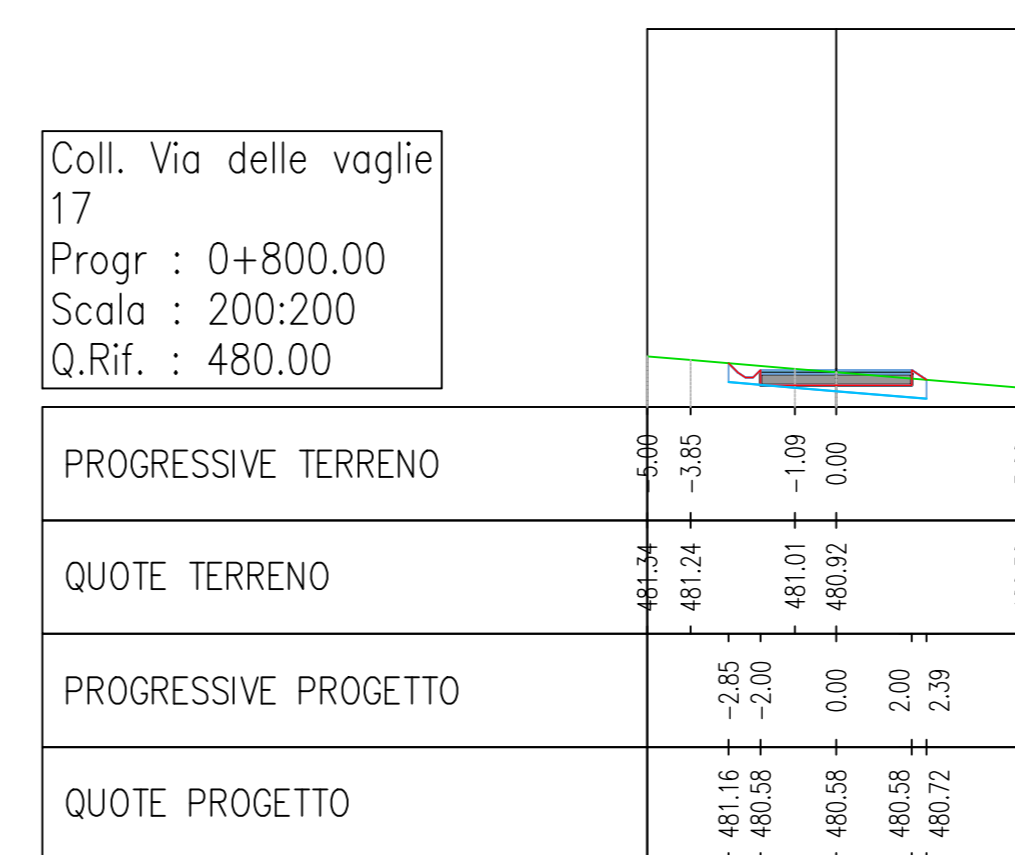 Coll. Via delle vaglie
17
Progr : 0+800.00
Scala : 200:200
Q.Rif. : 480.00
PROGRESSIVE TERRENO -5.00 -3.85 -1.09 0.00
QUOTE TERRENO 481.34 481.24 481.01 480.92
PROGRESSIVE PROGETTO -2.85 -2.00 0.00 2.00 2.39
QUOTE PROGETTO 481.16 480.58 480.58 480.58 480.72